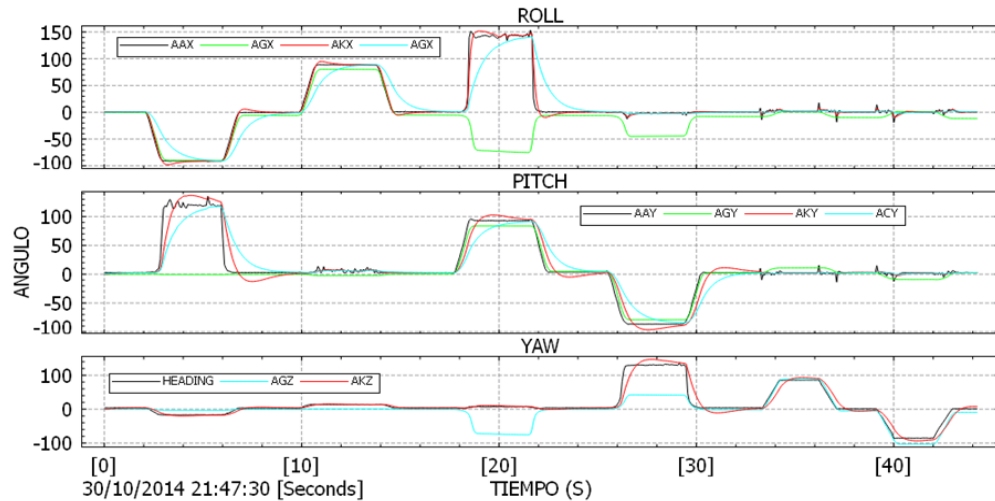 ROLL
AAX AGX AKX AGX
150
100
50
0
-50
-100
PITCH
AAY AGY AKY ACY
100
50
0
-50
-100
ANGULO
YAW
HEADING AGZ AKZ
100
0
-100
[0] [10] [20] [30] [40]
30/10/2014 21:47:30 [Seconds] TIEMPO (S)